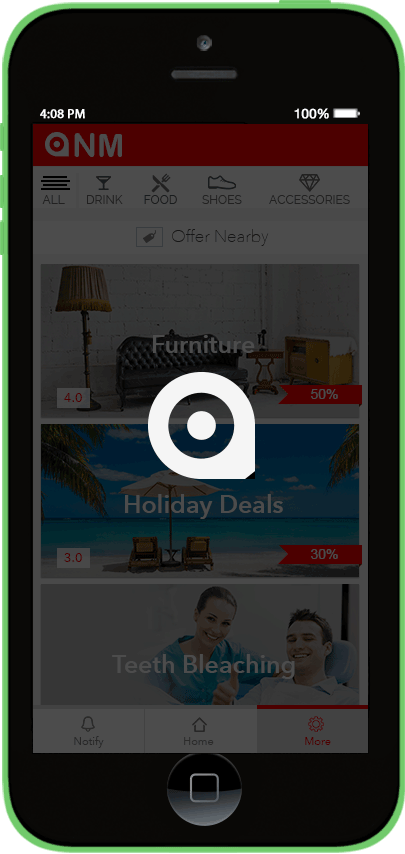 4:08 PM 100%
QNM
ALL DRINK FOOD SHOES ACCESSORIES
Offer Nearby
Furniture
4.0 50%
Holiday Deals
3.0 30%
Teeth Bleaching
Notify Home More